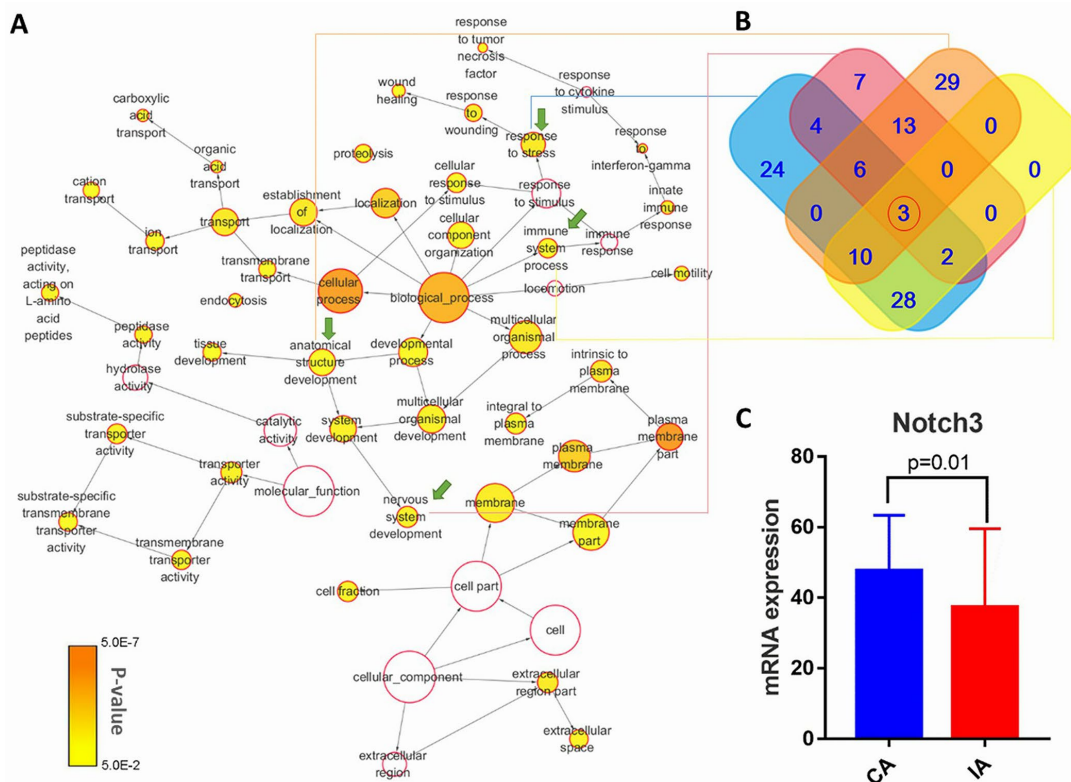 A
response
to tumor
necrosis
factor
wound
healing
response
to
wounding
response
to cytokine
stimulus
carboxylic
acid
transport
response
to stress
response
to
interferon-gamma
proteolysis
organic
acid
transport
cellular
response
to stimulus
response
to stimulus
innate
immune
response
cation
transport
establishment
of
localization
localization
transport
cellular
component
organization
immune
system
process
immune
response
ion
transport
peptidase
activity,
acting on
L-amino
acid
peptides
transmembrane
transport
cellular
process
biological_process
locomotion
cell motility
endocytosis
multicellular
organismal
process
peptidase
activity
tissue
development
anatomical
structure
development
developmental
process
intrinsic to
plasma
membrane
hydrolase
activity
substrate-specific
transporter
activity
catalytic
activity
system
development
multicellular
organismal
development
integral to
plasma
membrane
plasma
membrane
part
transporter
activity
molecular_function
plasma
membrane
substrate-specific
transmembrane
transporter
activity
nervous
system
development
membrane
membrane
part
transmembrane
transporter
activity
cell fraction
cell part
cell
cellular_component
extracellular
region part
extracellular
space
extracellular
region
5.0E-7
P-value
5.0E-2
B
7
29
4
13
0
24
6
0
0
0
3
0
10
2
28
C
Notch3
p=0.01
mRNA expression
80
60
40
20
0
CA
IA